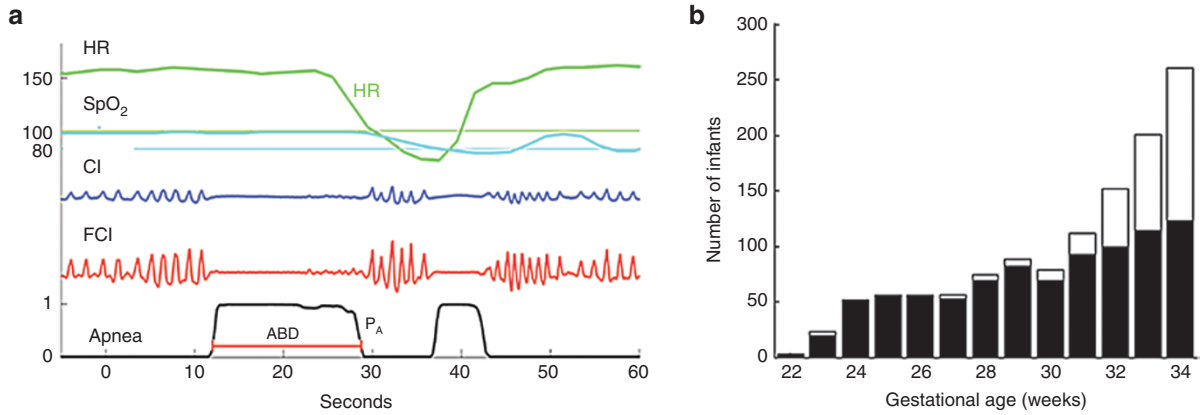 a
HR
150
HR
SpO2
100
80
CI
FCI
1
Apnea
ABD
PA
0
0 10 20 30 40 50 60
Seconds
b
300
250
200
150
100
50
0
Number of infants
22 24 26 28 30 32 34
Gestational age (weeks)